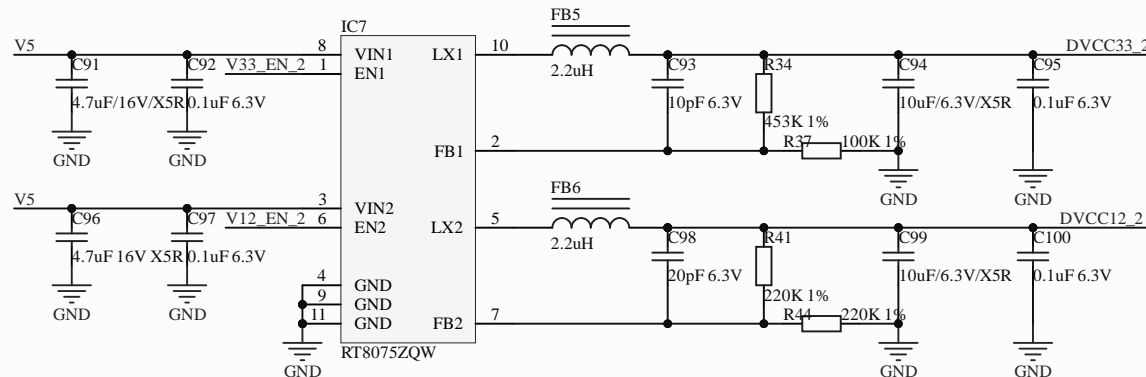 IC7
FB5
V5
8
VIN1
LX1
10
DVCC33_2
C91
C92
V33_EN_2
1
EN1
2.2uH
C93
R34
C94
C95
4.7uF/16V/X5R
0.1uF 6.3V
10pF 6.3V
10uF/6.3V/X5R
0.1uF 6.3V
453K 1%
GND
GND
FB1
2
R37
100K 1%
GND
GND
FB6
V5
3
VIN2
C96
C97
V12_EN_2
6
EN2
LX2
5
DVCC12_2
2.2uH
C98
R41
C99
C100
4.7uF 16V X5R
0.1uF 6.3V
20pF 6.3V
10uF/6.3V/X5R
0.1uF 6.3V
4
GND
220K 1%
9
GND
GND
GND
11
GND
FB2
7
R44
220K 1%
RT8075ZQW
GND
GND
GND